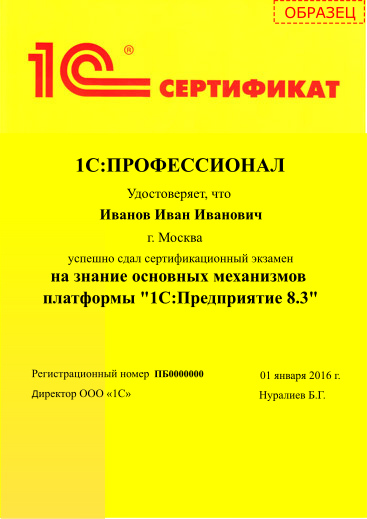 ОБРАЗЕЦ
1С®
СЕРТИФИКАТ
1С:ПРОФЕССИОНАЛ
Удостоверяет, что
Иванов Иван Иванович
г. Москва
успешно сдал сертификационный экзамен
на знание основных механизмов
платформы "1С:Предприятие 8.3"
Регистрационный номер ПБ0000000 01 января 2016 г.
Директор ООО «1С» Нуралиев Б.Г.